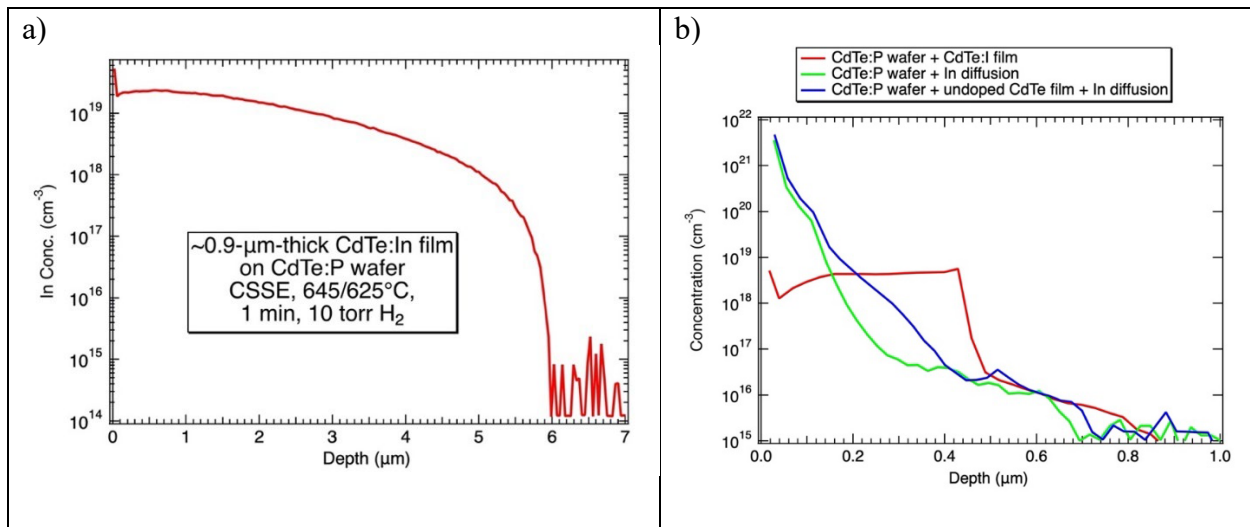 a)
In Conc. (cm-3)
10^19
10^18
10^17
10^16
10^15
10^14
~0.9-μm-thick CdTe:In film
on CdTe:P wafer
CSSE, 645/625°C,
1 min, 10 torr H2
0 1 2 3 4 5 6 7
Depth (μm)
b)
CdTe:P wafer + CdTe:I film
CdTe:P wafer + In diffusion
CdTe:P wafer + undoped CdTe film + In diffusion
Concentration (cm-3)
10^22
10^21
10^20
10^19
10^18
10^17
10^16
10^15
0.0 0.2 0.4 0.6 0.8 1.0
Depth (μm)